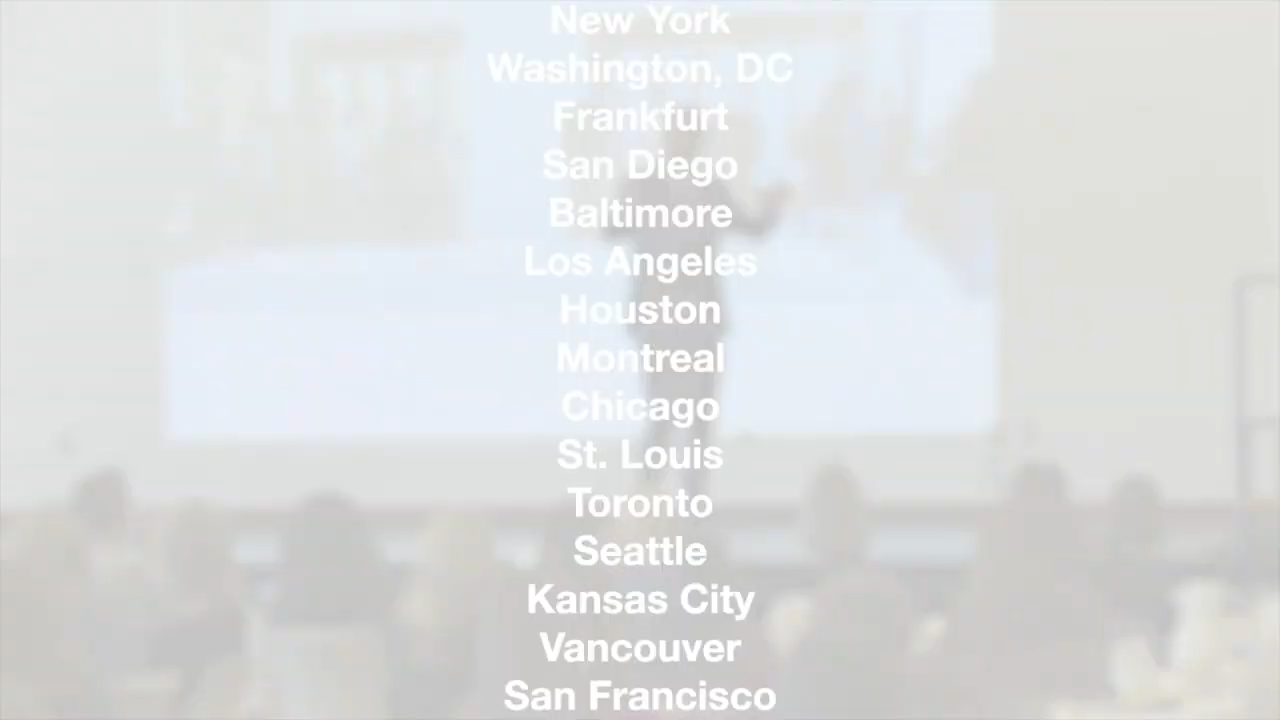 New York
Washington, DC
Frankfurt
San Diego
Baltimore
Los Angeles
Houston
Montreal
Chicago
St. Louis
Toronto
Seattle
Kansas City
Vancouver
San Francisco